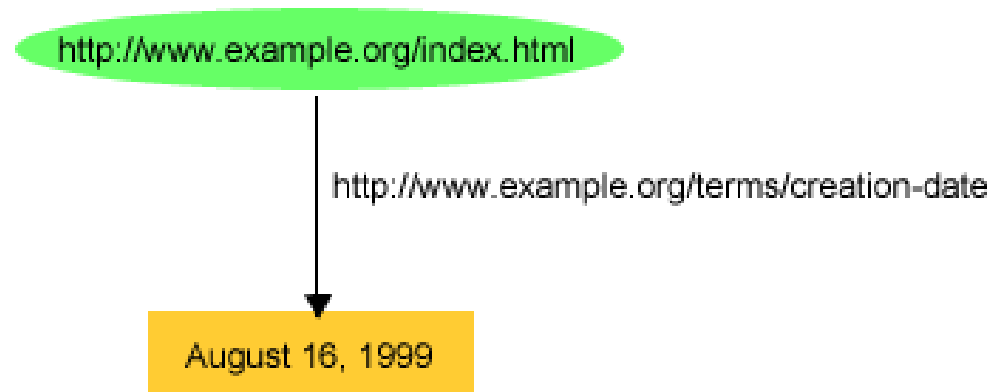 http://www.example.org/index.html
http://www.example.org/terms/creation-date
August 16, 1999